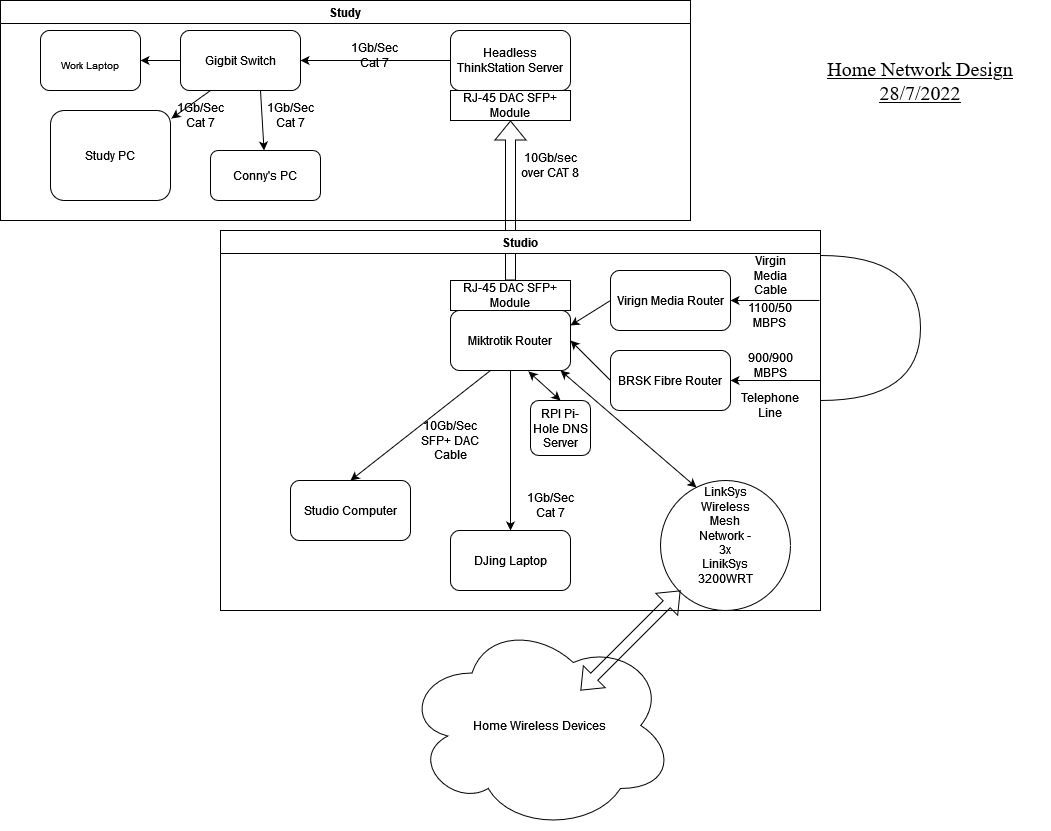 Study
Work Laptop
Gigbit Switch
1Gb/Sec
Cat 7
Headless
ThinkStation Server
RJ-45 DAC SFP+
Module
Home Network Design
28/7/2022
1Gb/Sec
Cat 7
1Gb/Sec
Cat 7
Study PC
Conny's PC
10Gb/sec
over CAT 8
Studio
Virgin
Media
Cable
1100/50
MBPS
RJ-45 DAC SFP+
Module
Virign Media Router
Miktrotik Router
BRSK Fibre Router
900/900
MBPS
Telephone
Line
RPI Pi-
Hole DNS
Server
10Gb/Sec
SFP+ DAC
Cable
Studio Computer
1Gb/Sec
Cat 7
DJing Laptop
LinkSys
Wireless
Mesh
Network -
3x
LinikSys
3200WRT
Home Wireless Devices